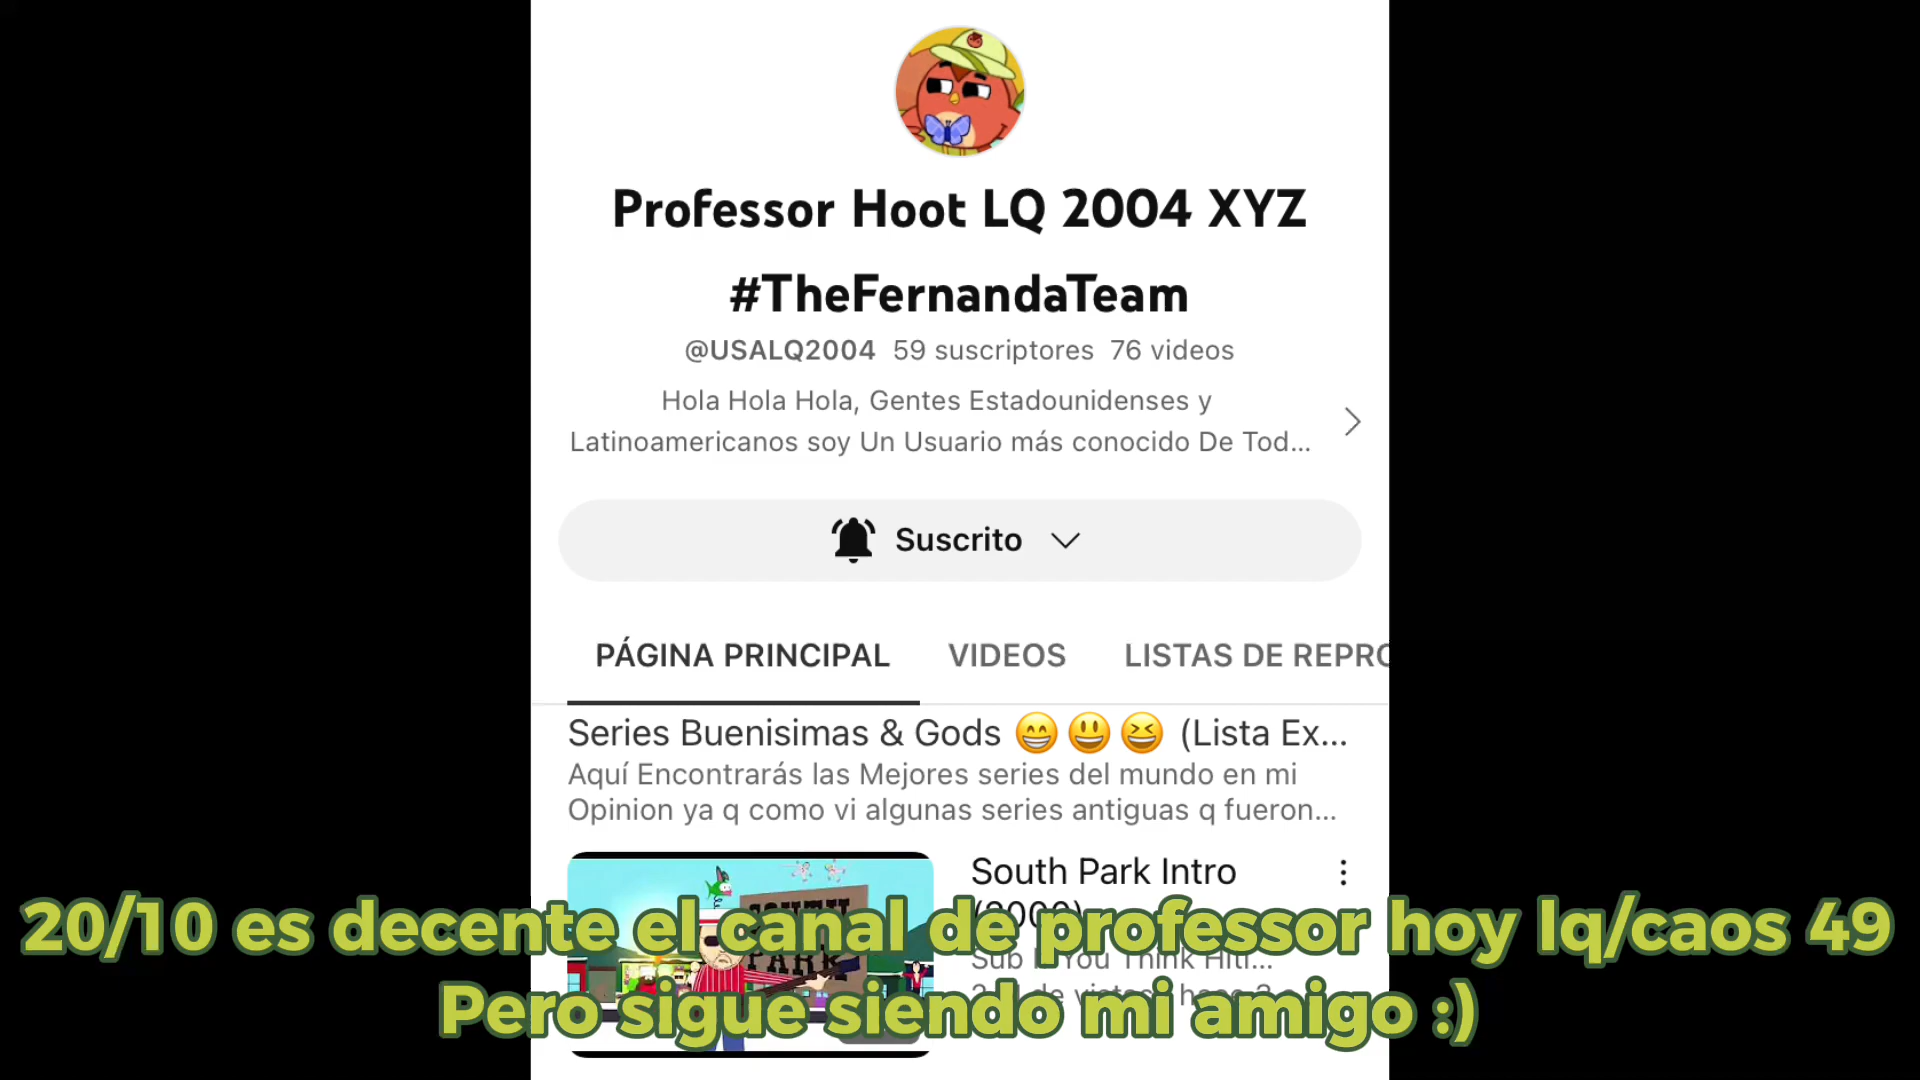 Professor Hoot LQ 2004 XYZ
#TheFernandaTeam
@USALQ2004 59 suscriptores 76 videos
Hola Hola Hola, Gentes Estadounidenses y
Latinoamericanos soy Un Usuario más conocido De Tod...
Suscrito
PÁGINA PRINCIPAL VIDEOS LISTAS DE REPRO
Series Buenisimas & Gods 😁😃😆 (Lista Ex...
Aquí Encontrarás las Mejores series del mundo en mi
Opinion ya q como vi algunas series antiguas q fueron...
South Park Intro
SOUTH
PARK
20/10 es decente el canal de professor hoy lq/caos 49
Pero sigue siendo mi amigo :)